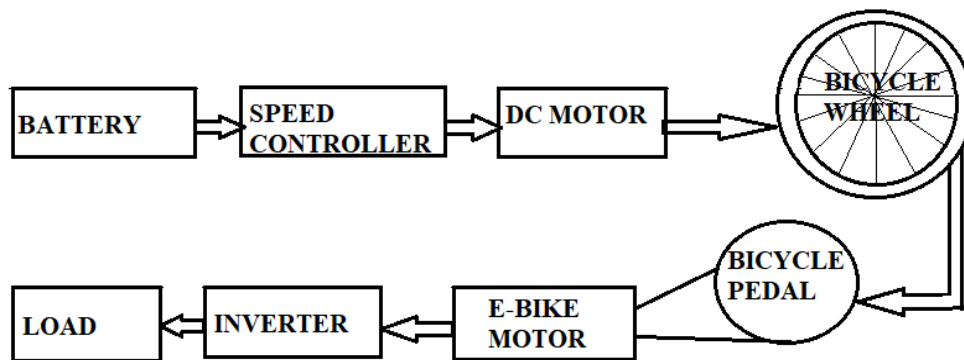 BATTERY
SPEED
CONTROLLER
DC MOTOR
BICYCLE
WHEEL
LOAD
INVERTER
E-BIKE
MOTOR
BICYCLE
PEDAL